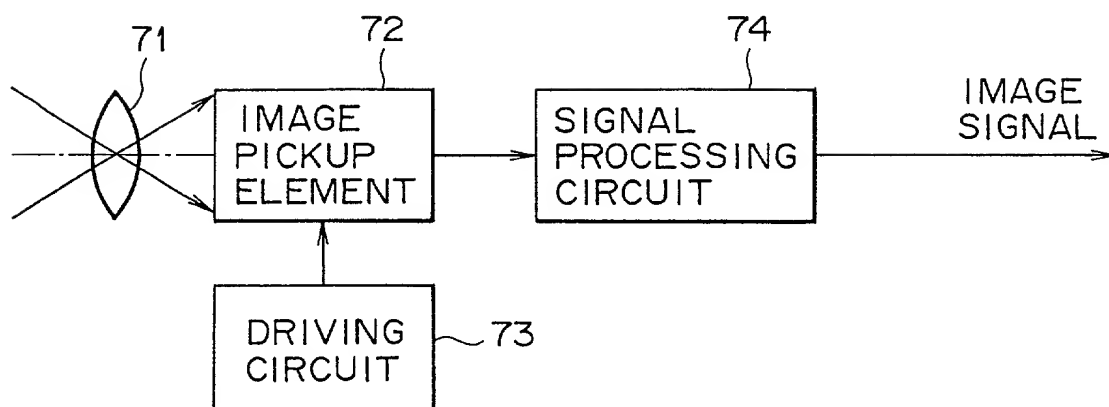 71
72
74
IMAGE
PICKUP
ELEMENT
SIGNAL
PROCESSING
CIRCUIT
IMAGE
SIGNAL
DRIVING
CIRCUIT
73